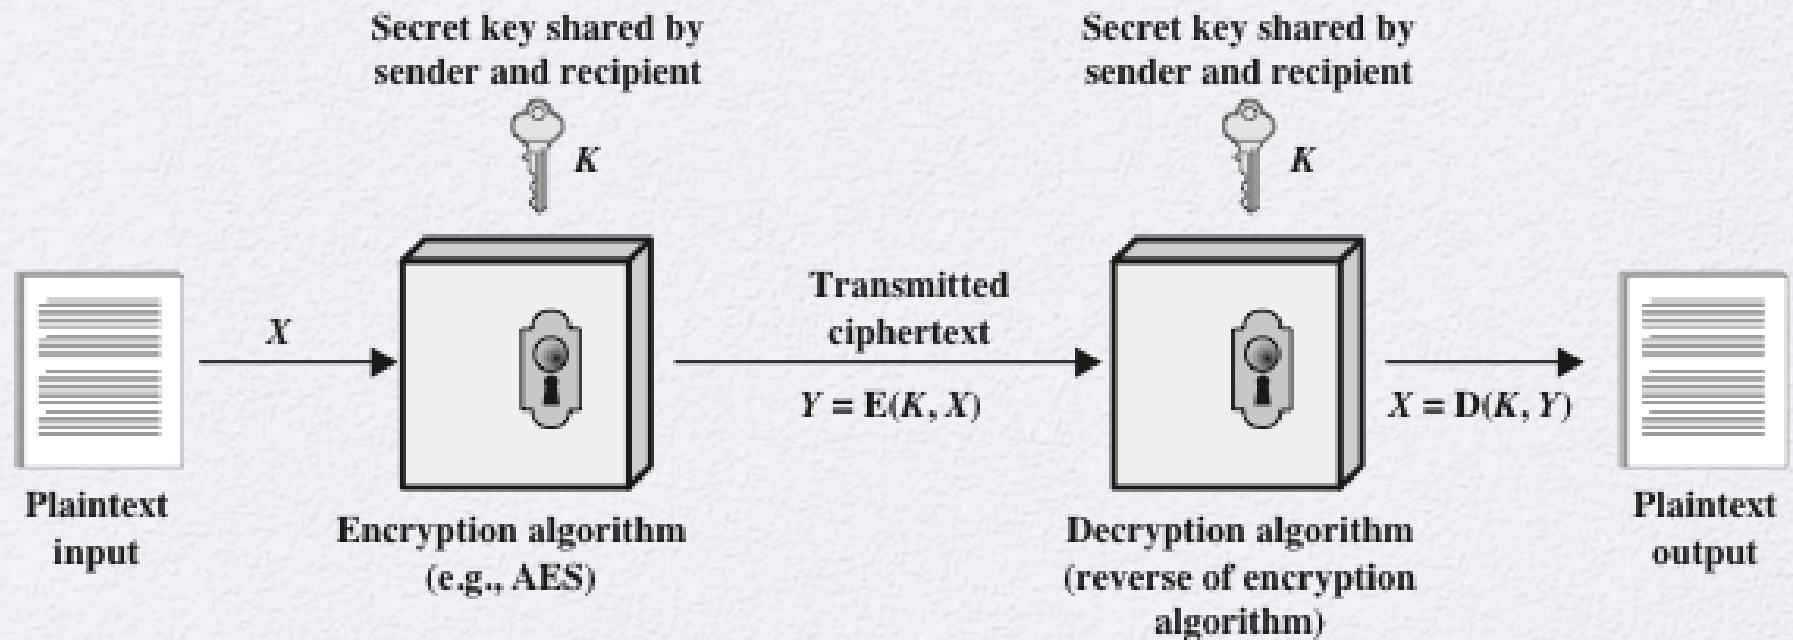 Secret key shared by
sender and recipient
K
Secret key shared by
sender and recipient
K
X
Transmitted
ciphertext
Y = E(K, X)
X = D(K, Y)
Plaintext
input
Encryption algorithm
(e.g., AES)
Decryption algorithm
(reverse of encryption
algorithm)
Plaintext
output